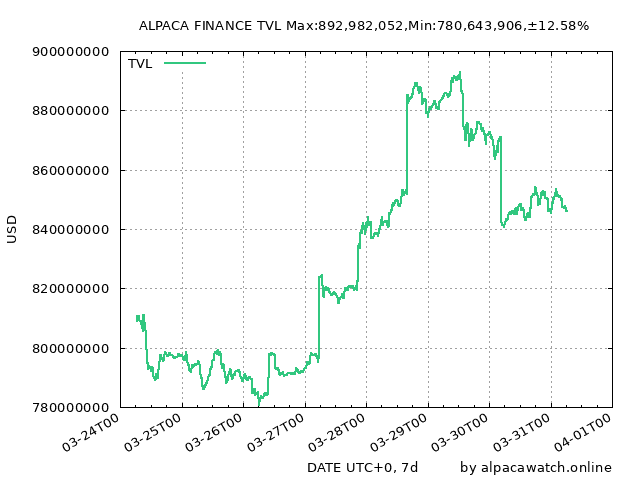 ALPACA FINANCE TVL Max:892,982,052,Min:780,643,906,±12.58%
900000000
TVL
880000000
860000000
840000000
820000000
800000000
780000000
USD
03-24T00
03-25T00
03-26T00
03-27T00
03-28T00
03-29T00
03-30T00
03-31T00
04-01T00
DATE UTC+0, 7d
by alpacawatch.online